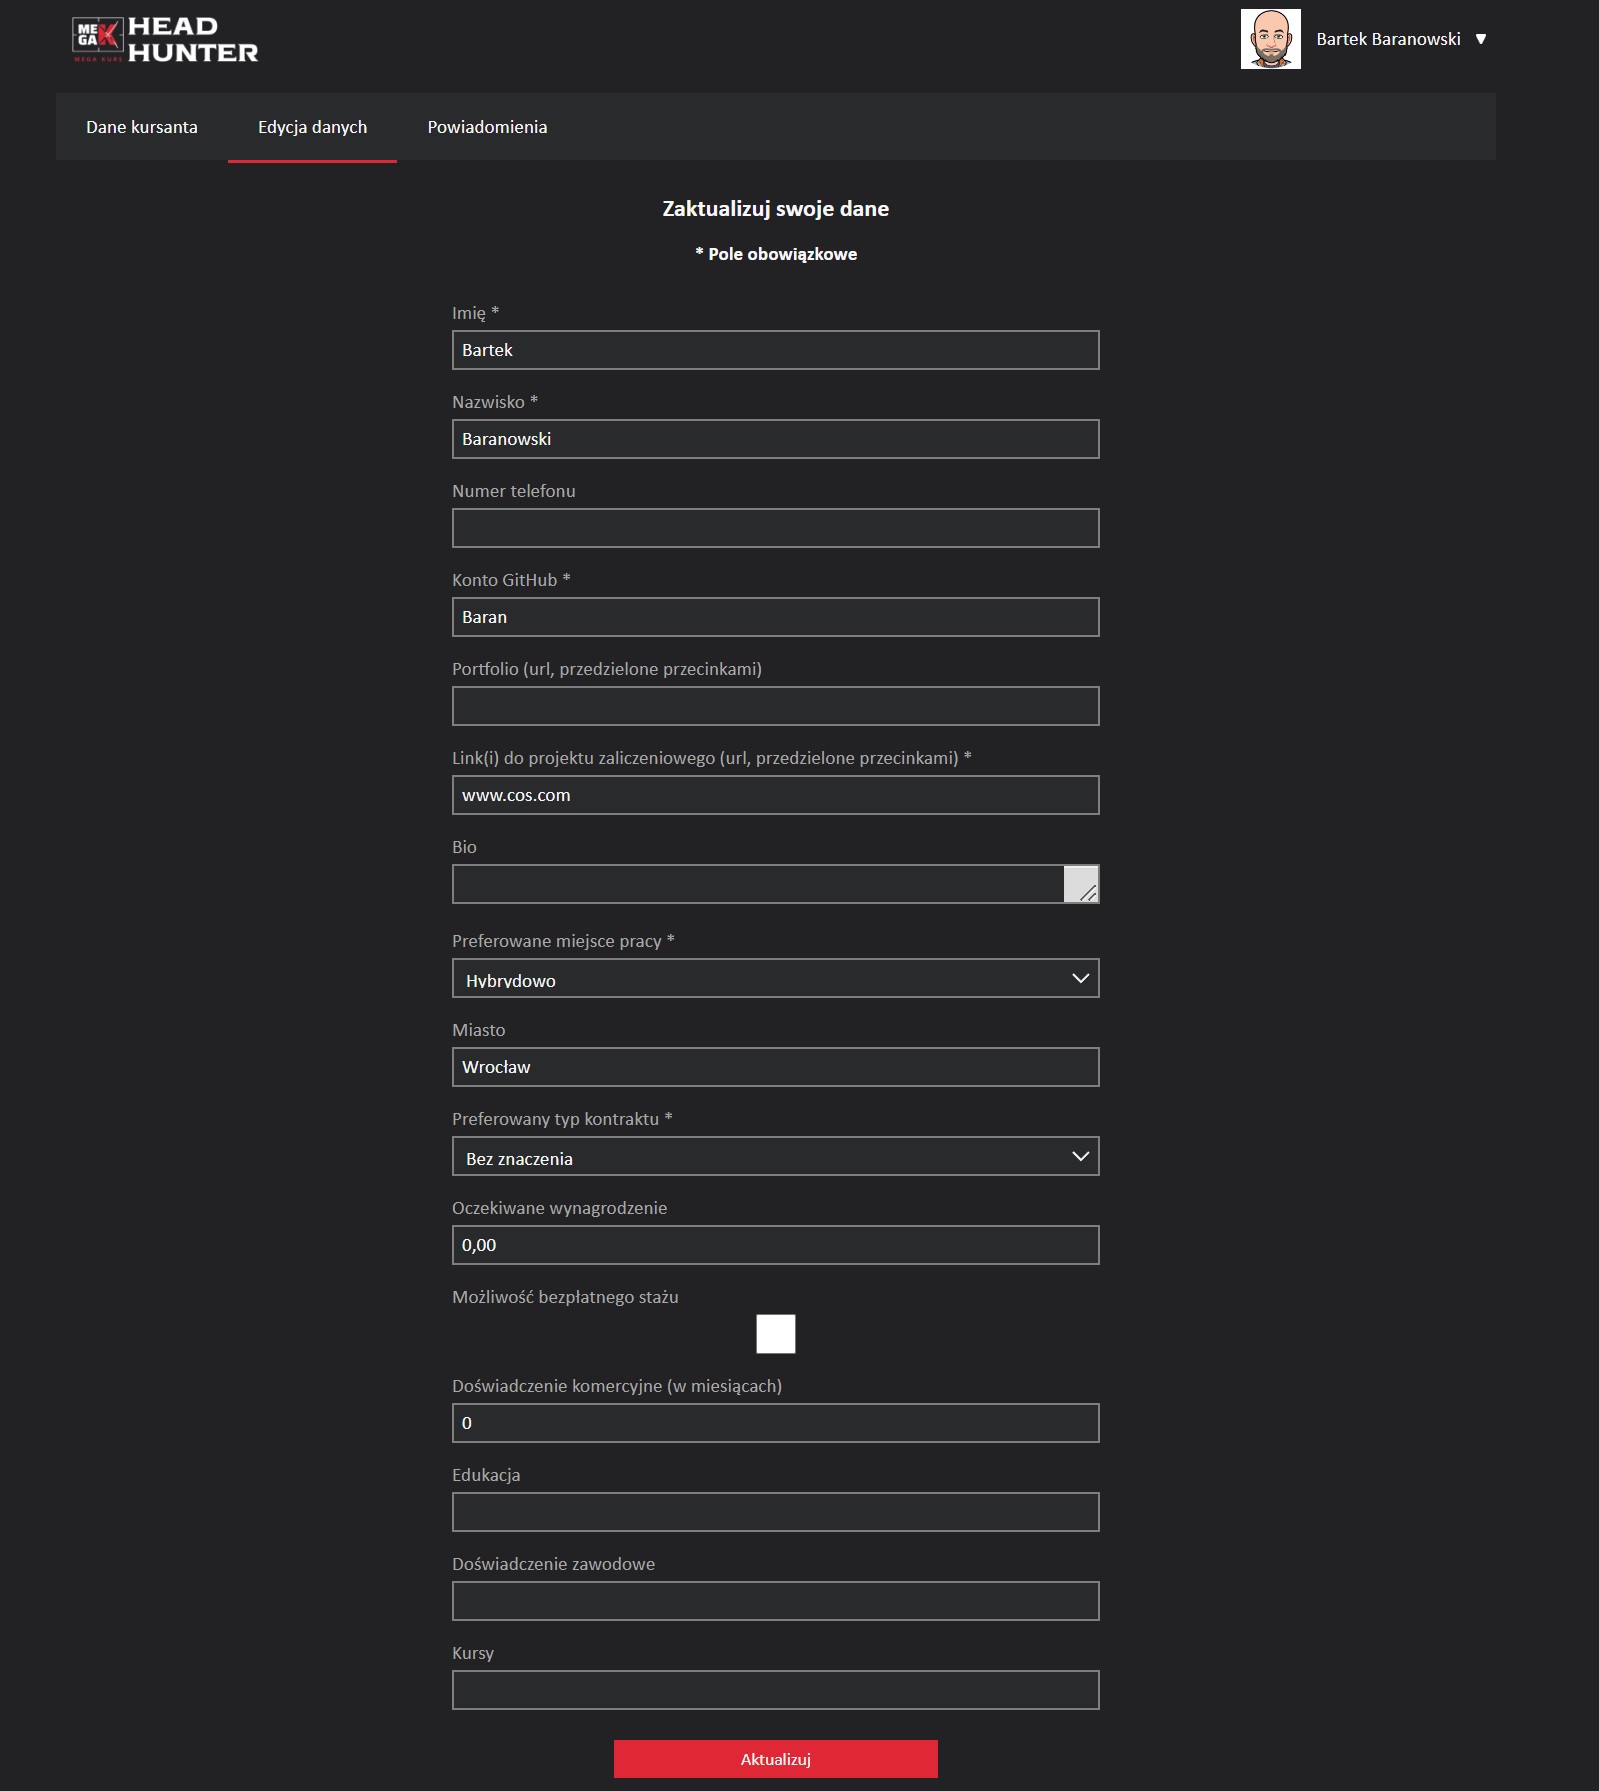 MEGA K
MEGA KURS
HEAD
HUNTER
Bartek Baranowski ▼
Dane kursanta
Edycja danych
Powiadomienia
Zaktualizuj swoje dane
* Pole obowiązkowe
Imię *
Bartek
Nazwisko *
Baranowski
Numer telefonu
Konto GitHub *
Baran
Portfolio (url, przedzielone przecinkami)
Link(i) do projektu zaliczeniowego (url, przedzielone przecinkami) *
www.cos.com
Bio
Preferowane miejsce pracy *
Hybrydowo
Miasto
Wrocław
Preferowany typ kontraktu *
Bez znaczenia
Oczekiwane wynagrodzenie
0,00
Możliwość bezpłatnego stażu
Doświadczenie komercyjne (w miesiącach)
0
Edukacja
Doświadczenie zawodowe
Kursy
Aktualizuj